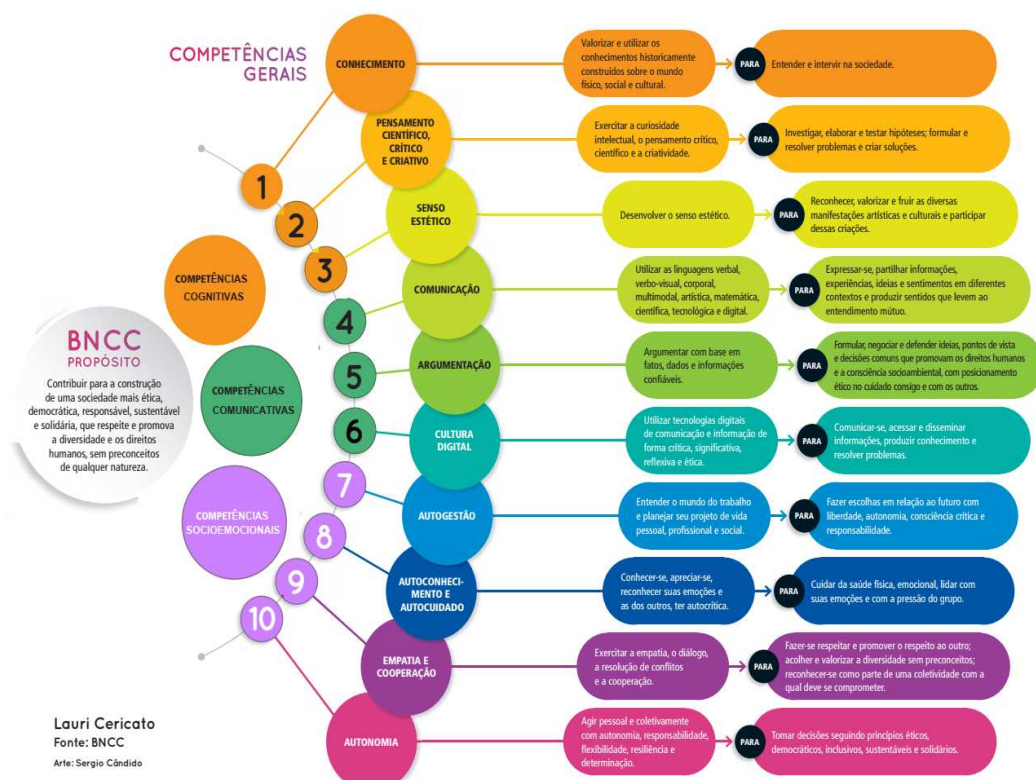 COMPETÊNCIAS
GERAIS
CONHECIMENTO
Valorizar e utilizar os
conhecimentos historicamente
construídos sobre o mundo
físico, social e cultural.
PARA
Entender e intervir na sociedade.
1
PENSAMENTO
CIENTÍFICO,
CRÍTICO
E CRIATIVO
Exercitar a curiosidade
intelectual, o pensamento crítico,
científico e a criatividade.
PARA
Investigar, elaborar e testar hipóteses; formular e
resolver problemas e criar soluções.
2
SENSO
ESTÉTICO
Desenvolver o senso estético.
PARA
Reconhecer, valorizar e fruir as diversas
manifestações artísticas e culturais e participar
dessas criações.
3
COMUNICAÇÃO
Utilizar as linguagens verbal,
verbo-visual, corporal,
multimodal, artística, matemática,
científica, tecnológica e digital.
PARA
Expressar-se, partilhar informações,
experiências, ideias e sentimentos em diferentes
contextos e produzir sentidos que levem ao
entendimento mútuo.
4
ARGUMENTAÇÃO
Argumentar com base em
fatos, dados e informações
confiáveis.
PARA
Formular, negociar e defender ideias, pontos de vista
e decisões comuns que promovam os direitos humanos
e a consciência socioambiental, com posicionamento
ético no cuidado consigo e com os outros.
5
CULTURA
DIGITAL
Utilizar tecnologias digitais
de comunicação e informação de
forma crítica, significativa,
reflexiva e ética.
PARA
Comunicar-se, acessar e disseminar
informações, produzir conhecimento e
resolver problemas.
6
AUTOGESTÃO
Entender o mundo do trabalho
e planejar seu projeto de vida
pessoal, profissional e social.
PARA
Fazer escolhas em relação ao futuro com
liberdade, autonomia, consciência crítica e
responsabilidade.
7
AUTOCONHECI-
MENTO E
AUTOCUIDADO
Conhecer-se, apreciar-se,
reconhecer suas emoções e
as dos outros, ter autocrítica.
PARA
Cuidar da saúde física, emocional, lidar com
suas emoções e com a pressão do grupo.
8
EMPATIA E
COOPERAÇÃO
Exercitar a empatia, o diálogo,
a resolução de conflitos
e a cooperação.
PARA
Fazer-se respeitar e promover o respeito ao outro;
acolher e valorizar a diversidade sem preconceitos;
reconhecer-se como parte de uma coletividade com a
qual deve se comprometer.
9
AUTONOMIA
Agir pessoal e coletivamente
com autonomia, responsabilidade,
flexibilidade, resiliência e
determinação.
PARA
Tomar decisões seguindo princípios éticos,
democráticos, inclusivos, sustentáveis e solidários.
10
COMPETÊNCIAS
COGNITIVAS
COMPETÊNCIAS
COMUNICATIVAS
COMPETÊNCIAS
SOCIOEMOCIONAIS
BNCC
PROPÓSITO
Contribuir para a construção
de uma sociedade mais ética,
democrática, responsável, sustentável
e solidária, que respeite e promova
a diversidade e os direitos
humanos, sem preconceitos
de qualquer natureza.
Lauri Cericato
Fonte: BNCC
Arte: Sergio Cândido